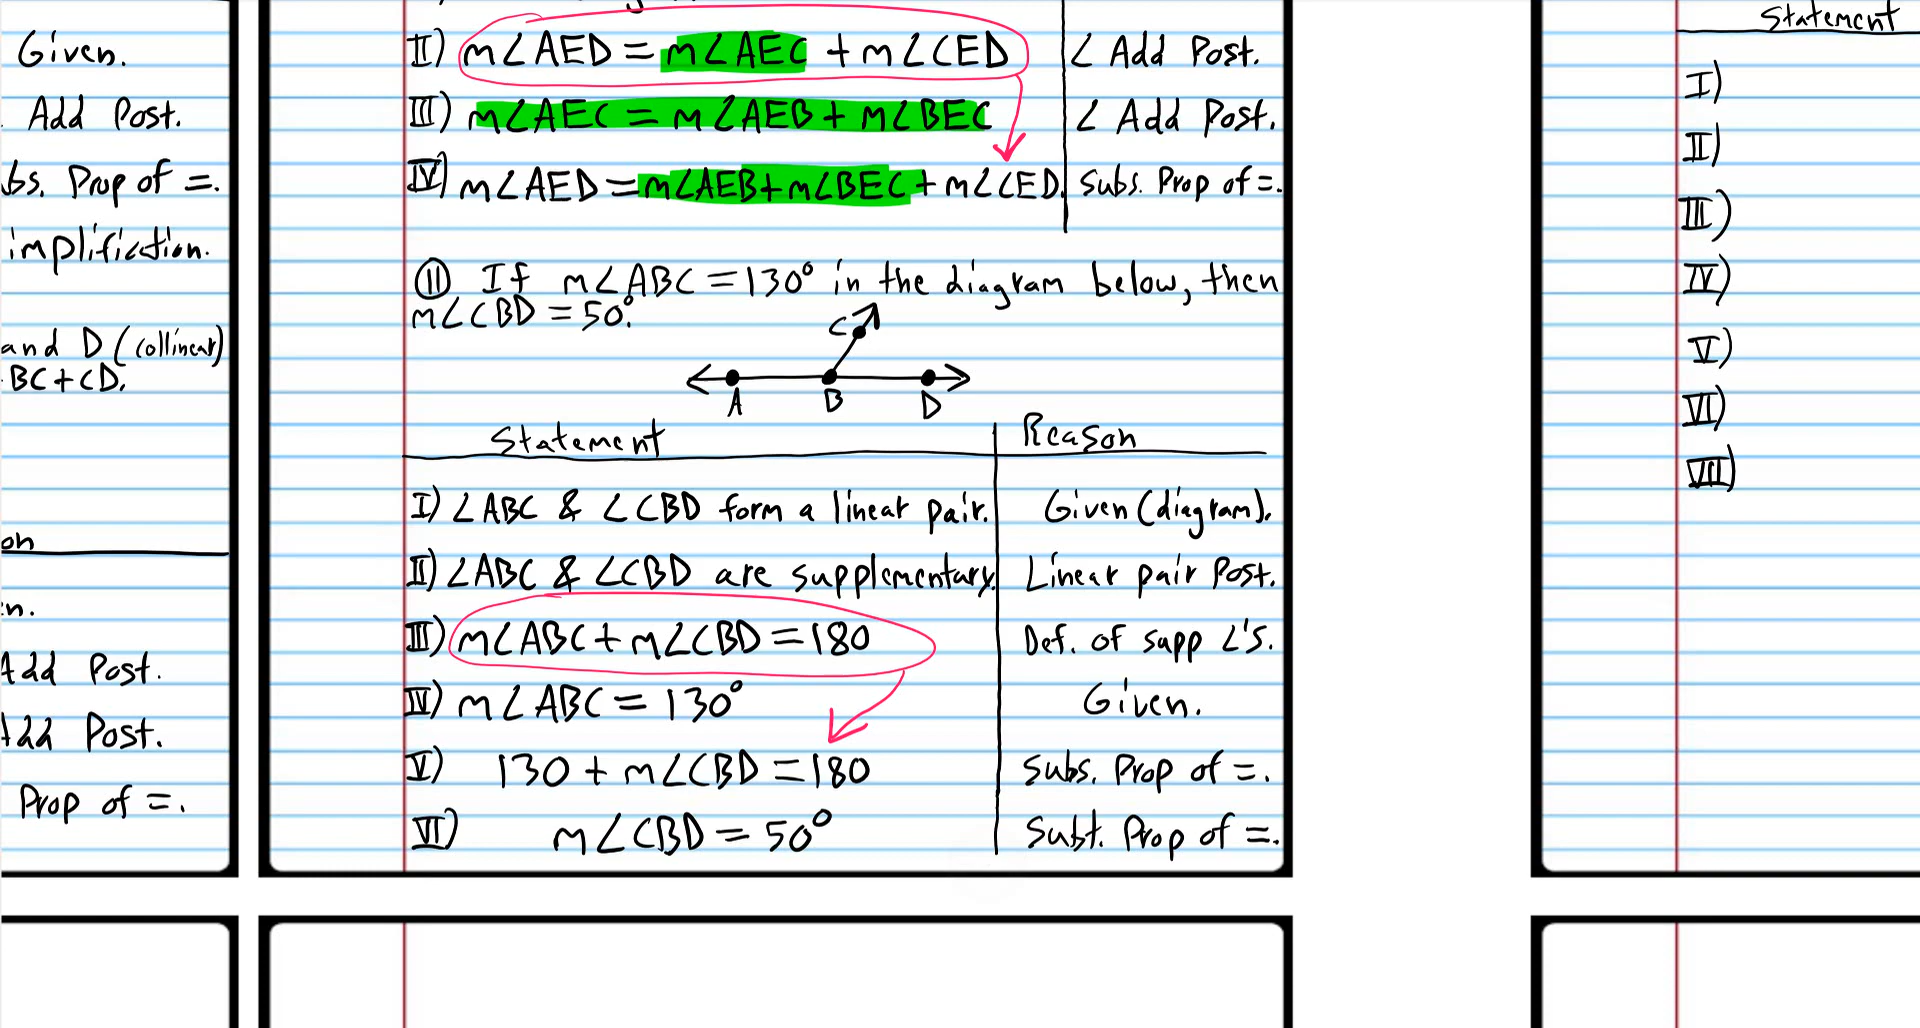 Given.
Add Post.
bs. Prop of =.
implification.
and D (collinear)
BC+CD.
on
en.
Add Post.
Add Post.
Prop of =.
II) m∠AED = m∠AEC + m∠CED ∠ Add Post.
III) m∠AEC = m∠AEB + m∠BEC ∠ Add Post.
IV) m∠AED = m∠AEB + m∠BEC + m∠CED. Subs. Prop of =.
⑪ If m∠ABC = 130° in the diagram below, then
m∠CBD = 50°.
C
A B D
Statement Reason
I) ∠ABC & ∠CBD form a linear pair. Given (diagram).
II) ∠ABC & ∠CBD are supplementary. Linear pair Post.
III) m∠ABC + m∠CBD = 180 Def. of supp ∠'s.
IV) m∠ABC = 130° Given.
V) 130 + m∠CBD = 180 Subs. Prop of =.
VI) m∠CBD = 50° Subt. Prop of =.
Statement
I)
II)
III)
IV)
V)
VI)
VII)